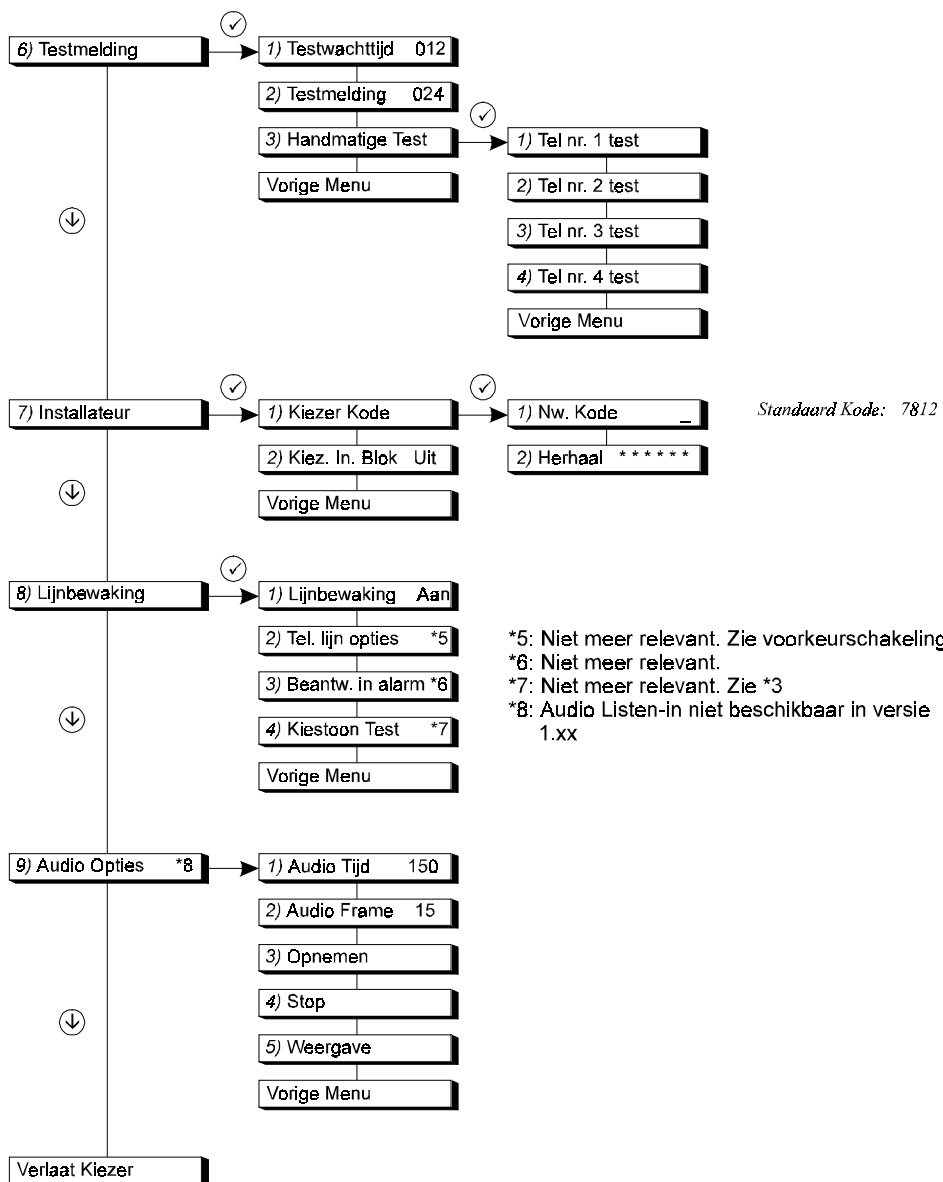 6) Testmelding
1) Testwachttijd 012
2) Testmelding 024
3) Handmatige Test
Vorige Menu
1) Tel nr. 1 test
2) Tel nr. 2 test
3) Tel nr. 3 test
4) Tel nr. 4 test
Vorige Menu
7) Installateur
1) Kiezer Kode
2) Kiez. In. Blok Uit
Vorige Menu
1) Nw. Kode _
2) Herhaal ******
Standaard Kode: 7812
8) Lijnbewaking
1) Lijnbewaking Aan
2) Tel. lijn opties *5
3) Beantw. in alarm *6
4) Kiestoon Test *7
Vorige Menu
*5: Niet meer relevant. Zie voorkeurschakeling
*6: Niet meer relevant.
*7: Niet meer relevant. Zie *3
*8: Audio Listen-in niet beschikbaar in versie
1.xx
9) Audio Opties *8
1) Audio Tijd 150
2) Audio Frame 15
3) Opnemen
4) Stop
5) Weergave
Vorige Menu
Verlaat Kiezer